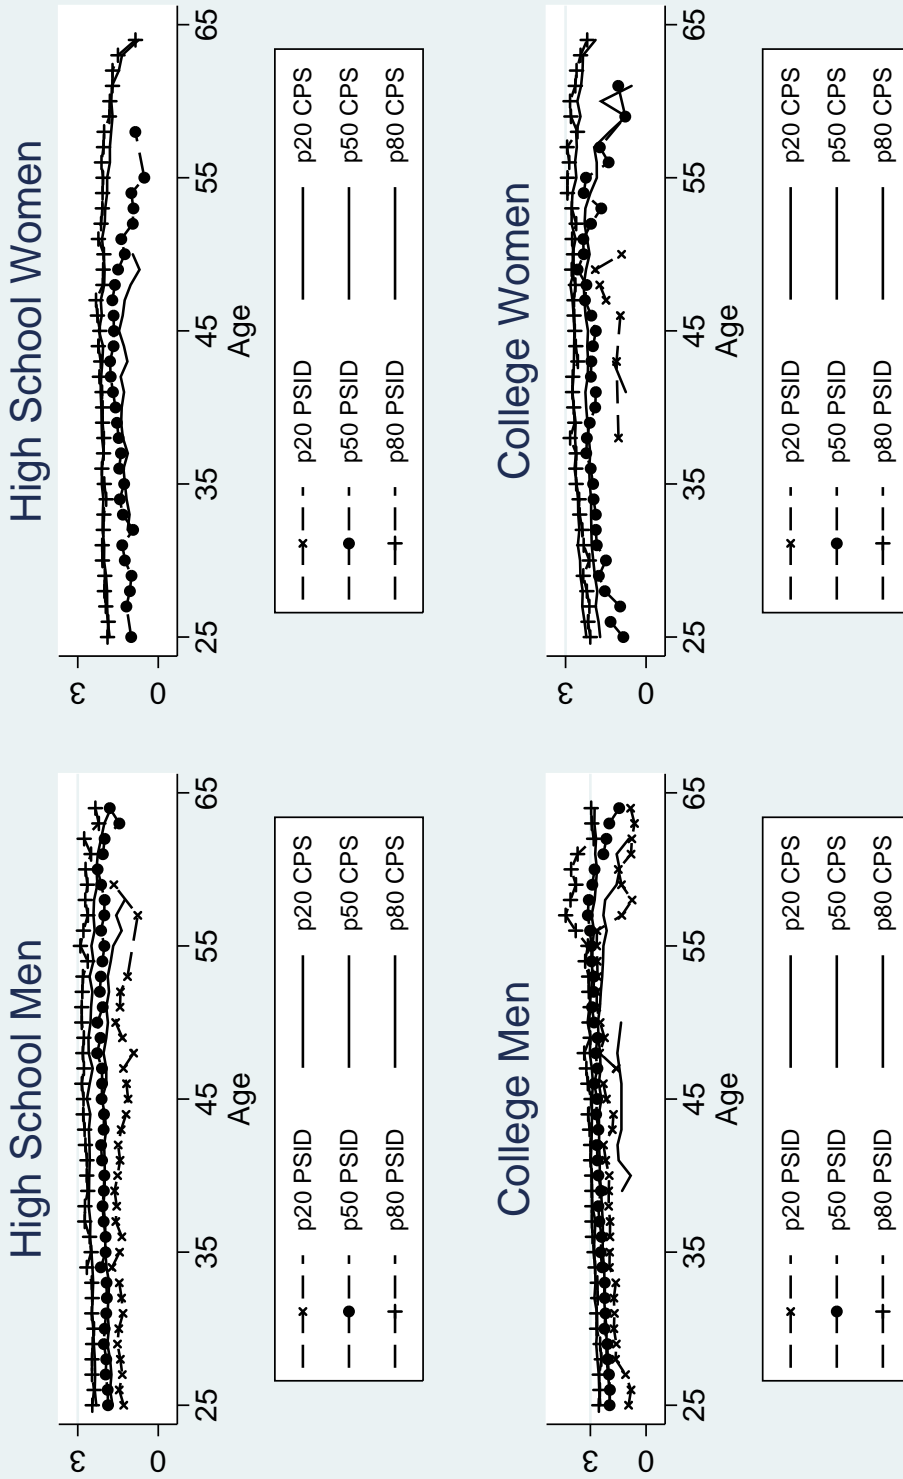 High School Men
3
0
25 35 45 55 65
Age
p20 PSID p20 CPS
p50 PSID p50 CPS
p80 PSID p80 CPS
High School Women
3
0
25 35 45 55 65
Age
p20 PSID p20 CPS
p50 PSID p50 CPS
p80 PSID p80 CPS
College Men
3
0
25 35 45 55 65
Age
p20 PSID p20 CPS
p50 PSID p50 CPS
p80 PSID p80 CPS
College Women
3
0
25 35 45 55 65
Age
p20 PSID p20 CPS
p50 PSID p50 CPS
p80 PSID p80 CPS